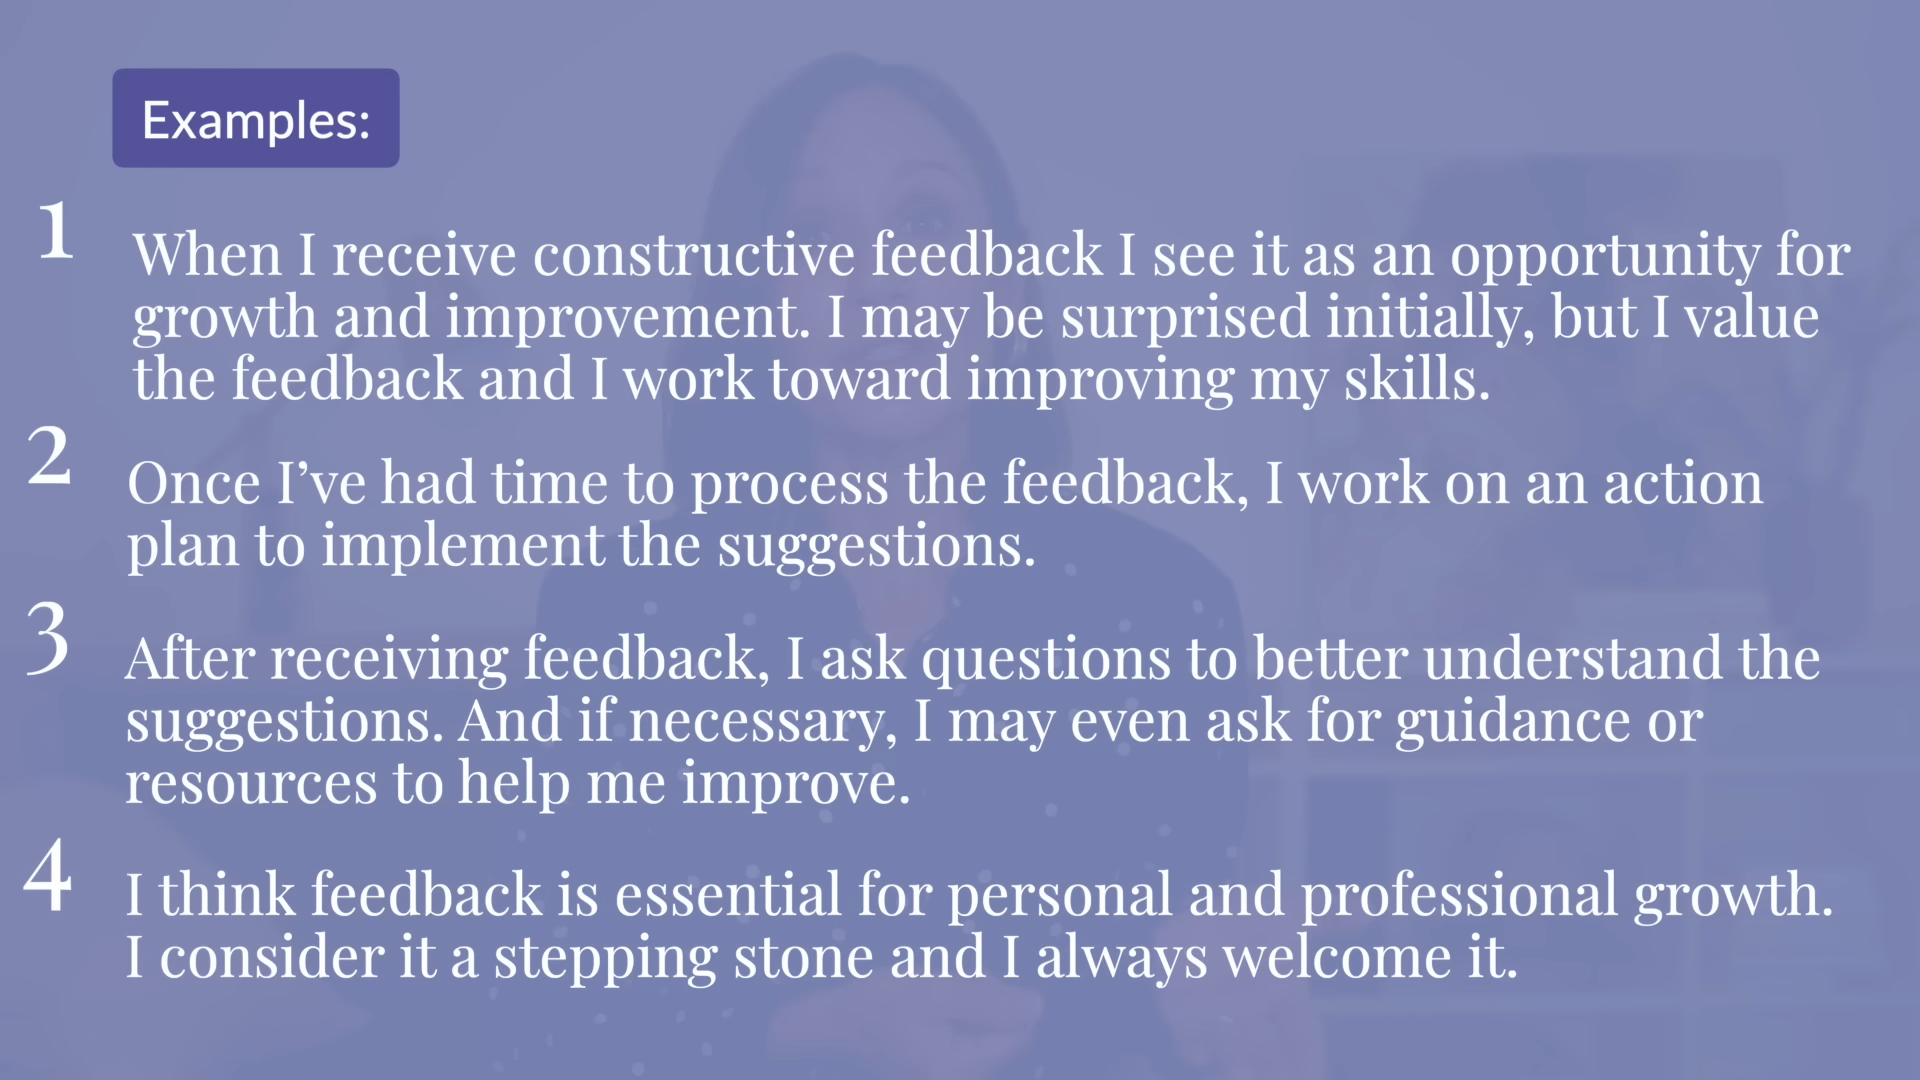 Examples:
1
When I receive constructive feedback I see it as an opportunity for
growth and improvement. I may be surprised initially, but I value
the feedback and I work toward improving my skills.
2
Once I’ve had time to process the feedback, I work on an action
plan to implement the suggestions.
3
After receiving feedback, I ask questions to better understand the
suggestions. And if necessary, I may even ask for guidance or
resources to help me improve.
4
I think feedback is essential for personal and professional growth.
I consider it a stepping stone and I always welcome it.